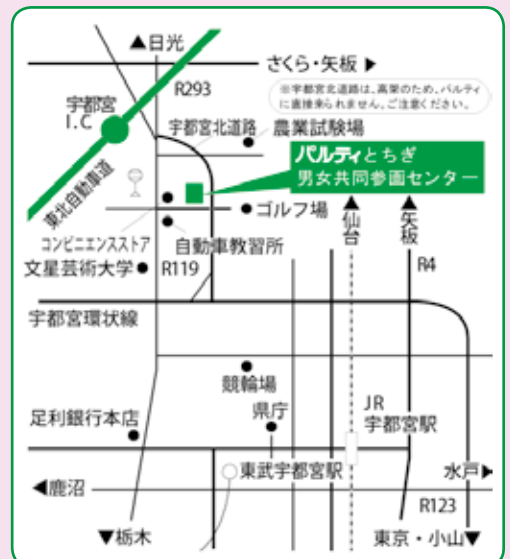 ▲日光
さくら・矢板 ▶
R293
※宇都宮北道路は、高架のため、パルティ
に直接来られません。ご注意ください。
宇都宮
I.C
宇都宮北道路
農業試験場
パルティとちぎ
男女共同参画センター
東北自動車道
ゴルフ場
▲仙台
▲矢板
コンビニエンスストア
自動車教習所
文星芸術大学
R119
R4
宇都宮環状線
競輪場
足利銀行本店
県庁
JR
宇都宮駅
東武宇都宮駅
水戸▶
◀鹿沼
R123
▼栃木
東京・小山▼